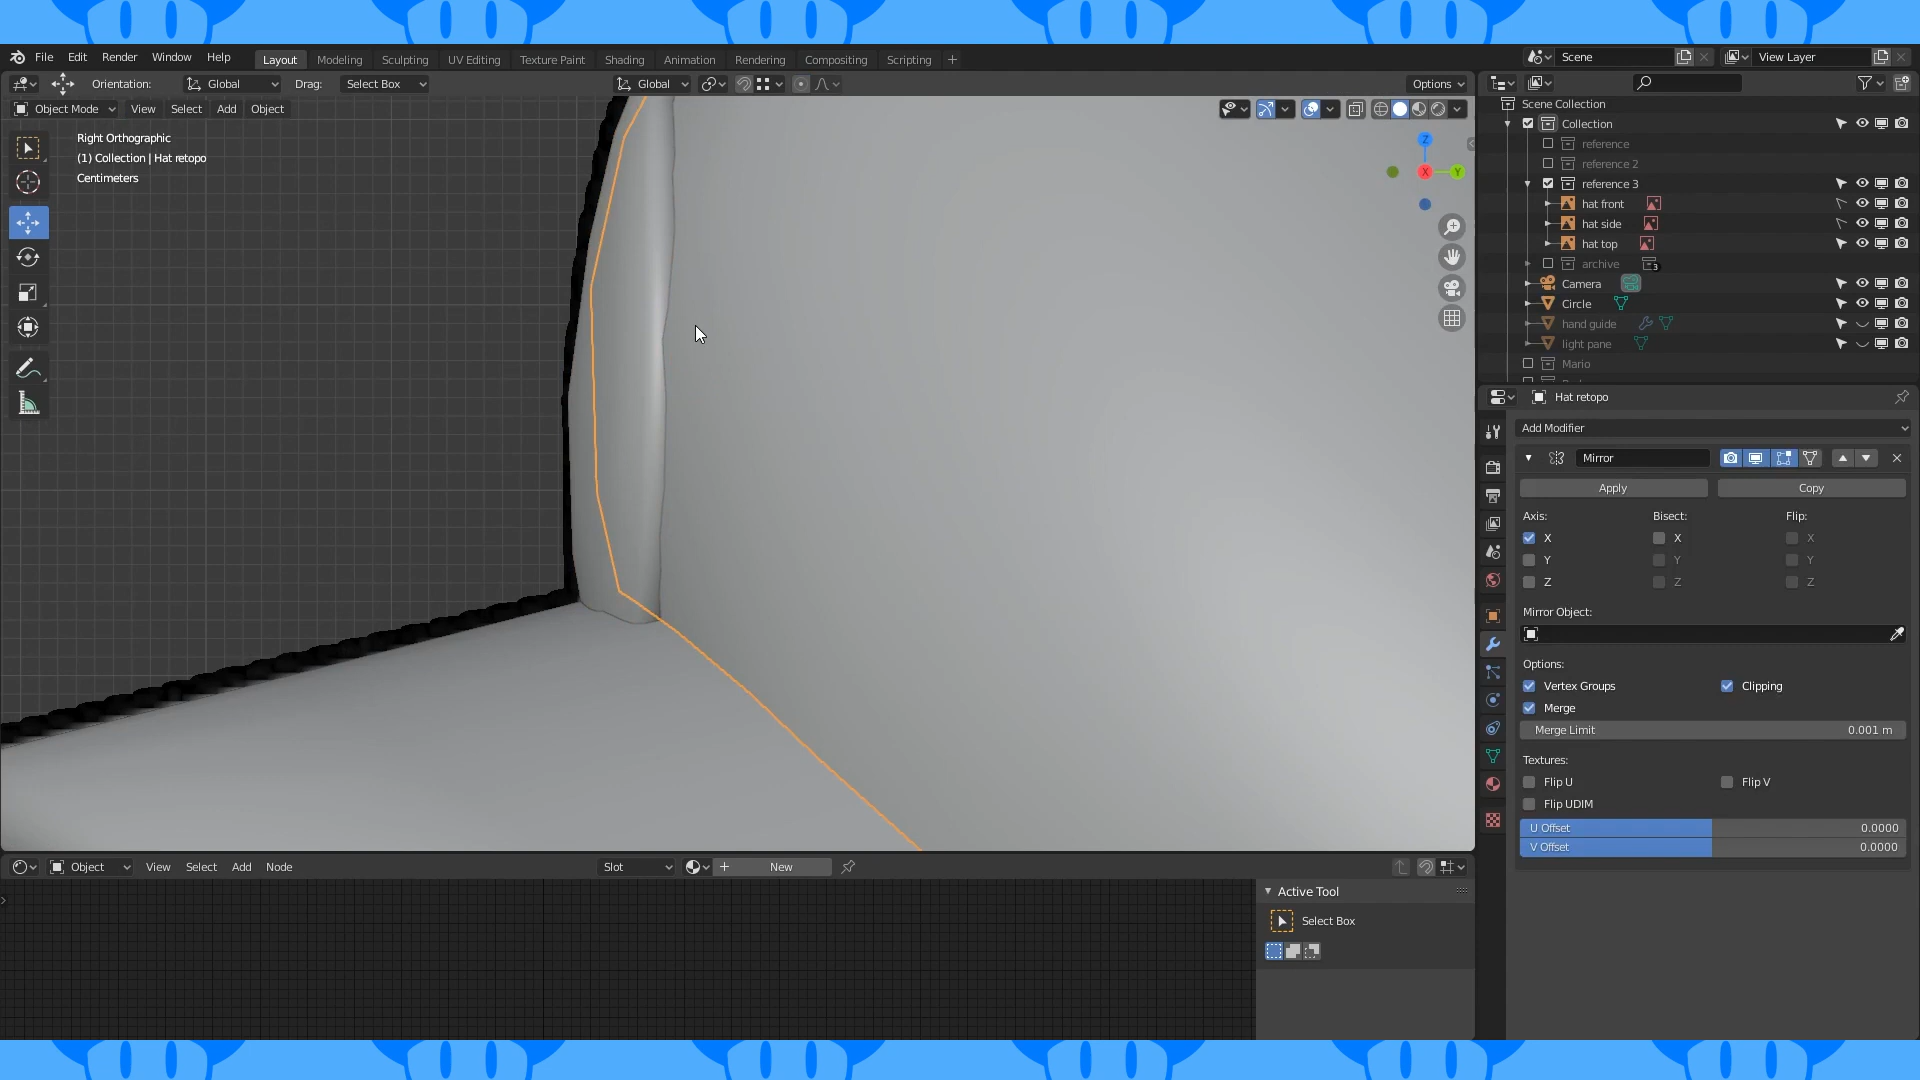 File Edit Render Window Help Layout Modeling Sculpting UV Editing Texture Paint Shading Animation Rendering Compositing Scripting + Scene View Layer
Orientation: Global Drag: Select Box Global Options
Object Mode View Select Add Object
Right Orthographic
(1) Collection | Hat retopo
Centimeters
Z
X
Y
Scene Collection
Collection
reference
reference 2
reference 3
hat front
hat side
hat top
archive 3
Camera
Circle
hand guide
light pane
Mario
Hat retopo
Add Modifier
Mirror
Apply Copy
Axis: Bisect: Flip:
X X X
Y Y Y
Z Z Z
Mirror Object:
Options:
Vertex Groups Clipping
Merge
Merge Limit 0.001 m
Textures:
Flip U Flip V
Flip UDIM
U Offset 0.0000
V Offset 0.0000
Object View Select Add Node Slot + New
Active Tool
Select Box